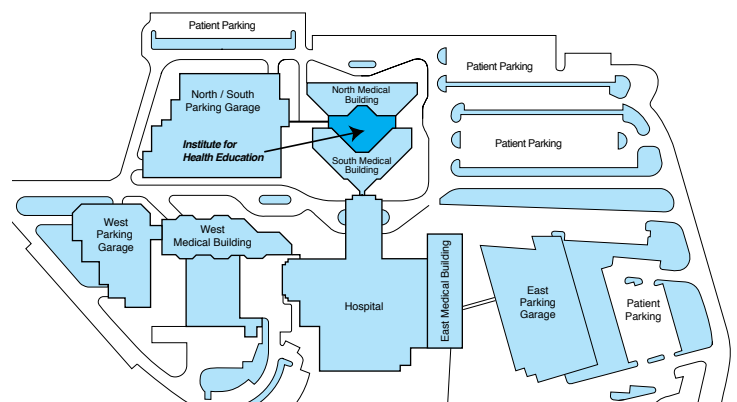 Patient Parking
Patient Parking
North / South
Parking Garage
North Medical
Building
Institute for
Health Education
Patient Parking
South Medical
Building
West
Parking
Garage
West
Medical Building
Hospital
East Medical Building
East
Parking
Garage
Patient
Parking